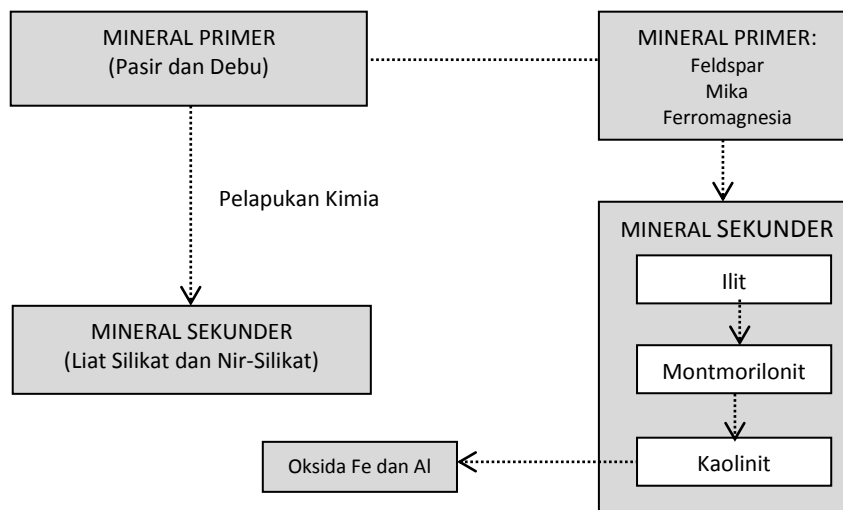 MINERAL PRIMER
(Pasir dan Debu)
MINERAL PRIMER:
Feldspar
Mika
Ferromagnesia
Pelapukan Kimia
MINERAL SEKUNDER
Ilit
MINERAL SEKUNDER
(Liat Silikat dan Nir-Silikat)
Montmorilonit
Kaolinit
Oksida Fe dan Al